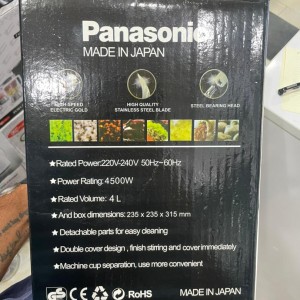 Panasonic
MADE IN JAPAN
HIGH SPEED
ELECTRIC GOLD
HIGH QUALITY
STAINLESS STEEL BLADE
STEEL BEARING HEAD
★Rated Power:220V-240V 50Hz~60Hz
★Power Rating:4500W
★Rated Volume: 4 L
★And box dimensions: 235 x 235 x 315 mm
★Detachable parts for easy cleaning
★Double cover design , finish stirring and cover immediately
★Machine cup separation, use more convenient
MADE IN JAPAN
CE RoHS